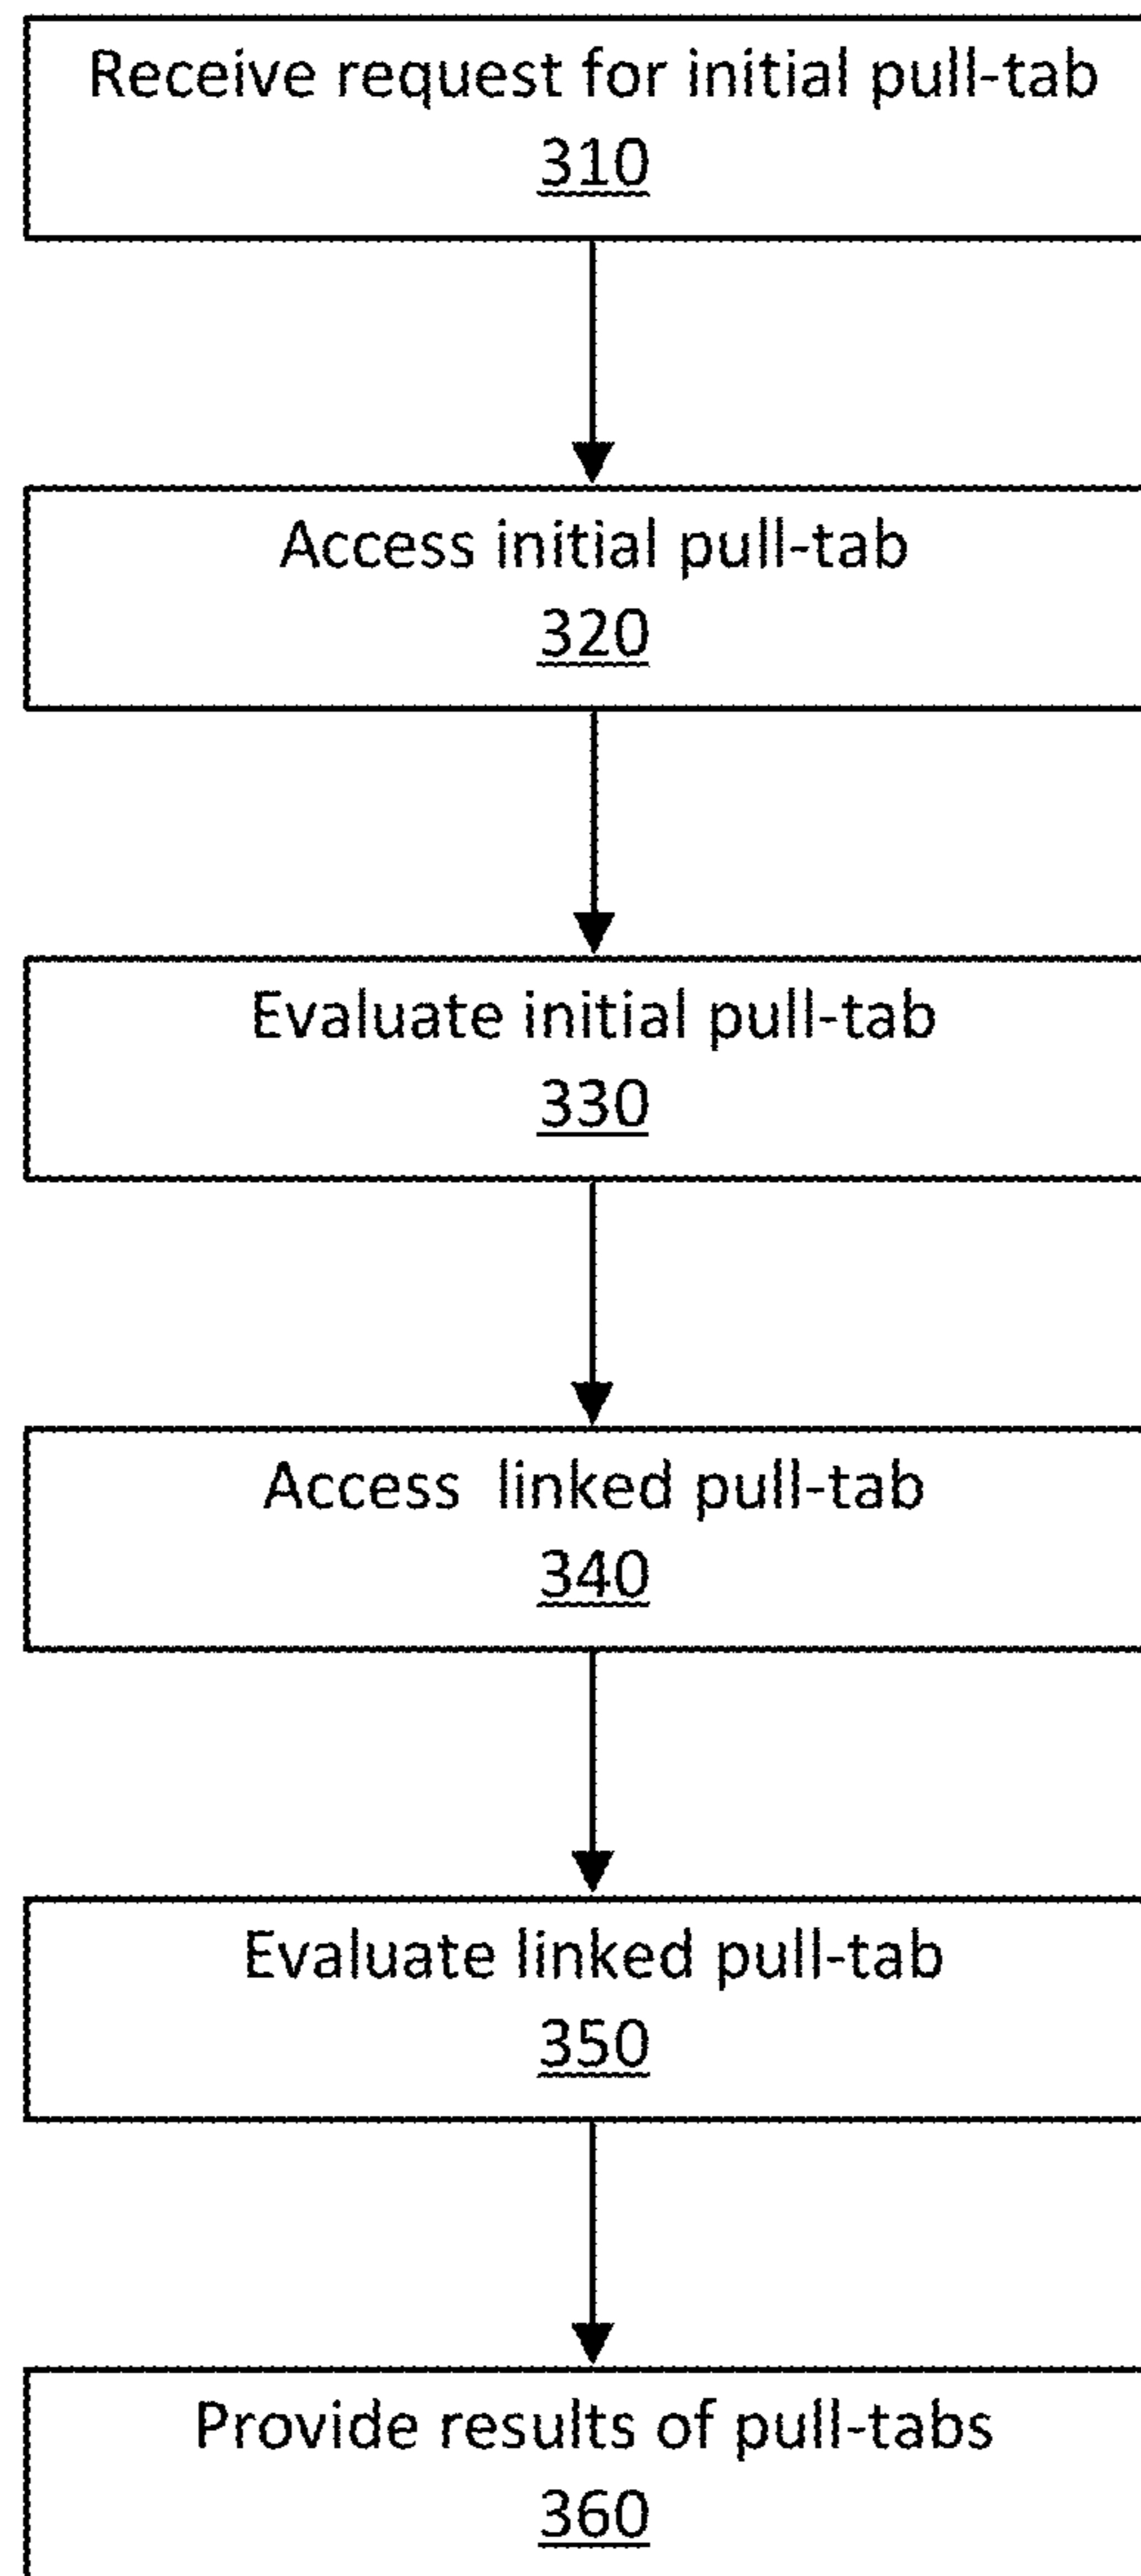 Receive request for initial pull-tab
310
Access initial pull-tab
320
Evaluate initial pull-tab
330
Access linked pull-tab
340
Evaluate linked pull-tab
350
Provide results of pull-tabs
360